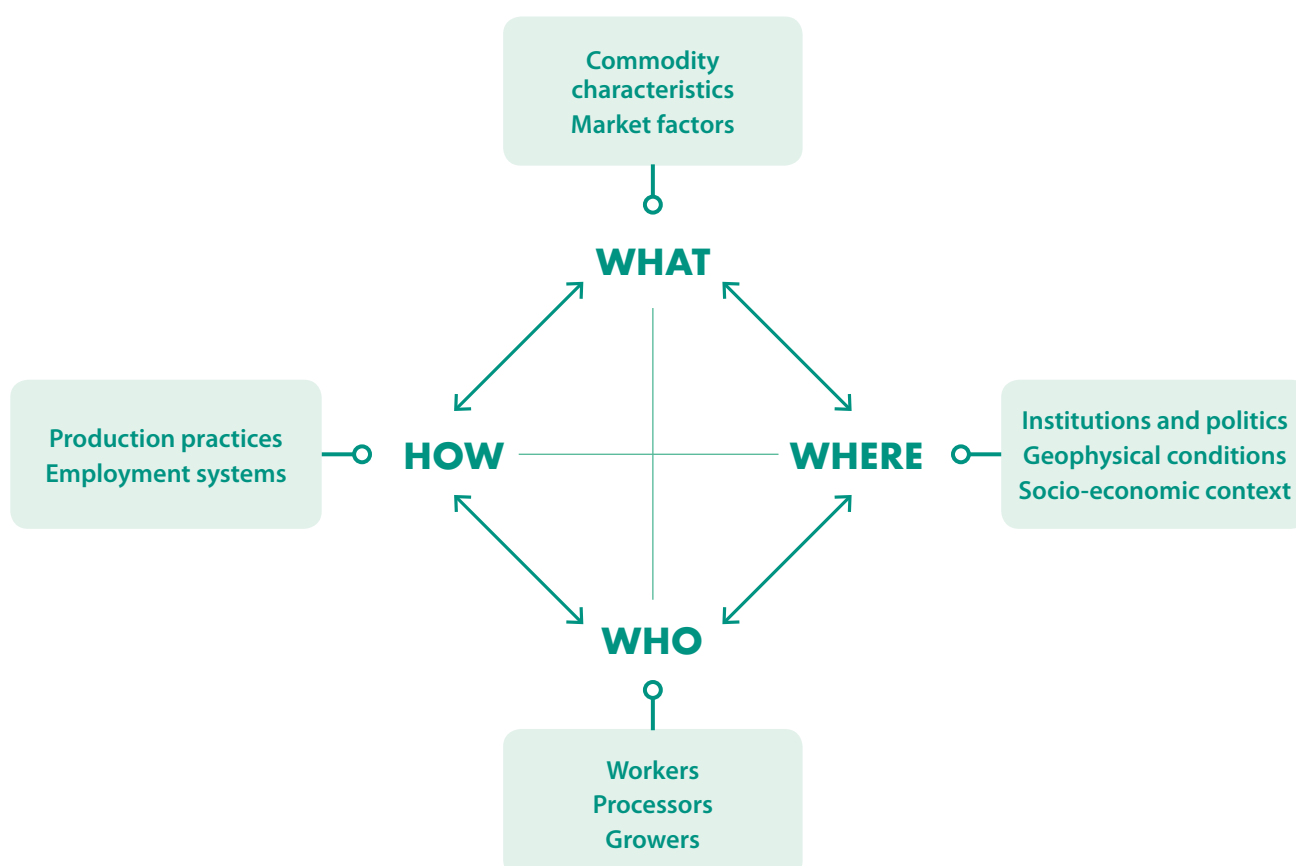 Commodity
characteristics
Market factors
WHAT
Production practices
Employment systems
HOW
WHERE
Institutions and politics
Geophysical conditions
Socio-economic context
WHO
Workers
Processors
Growers